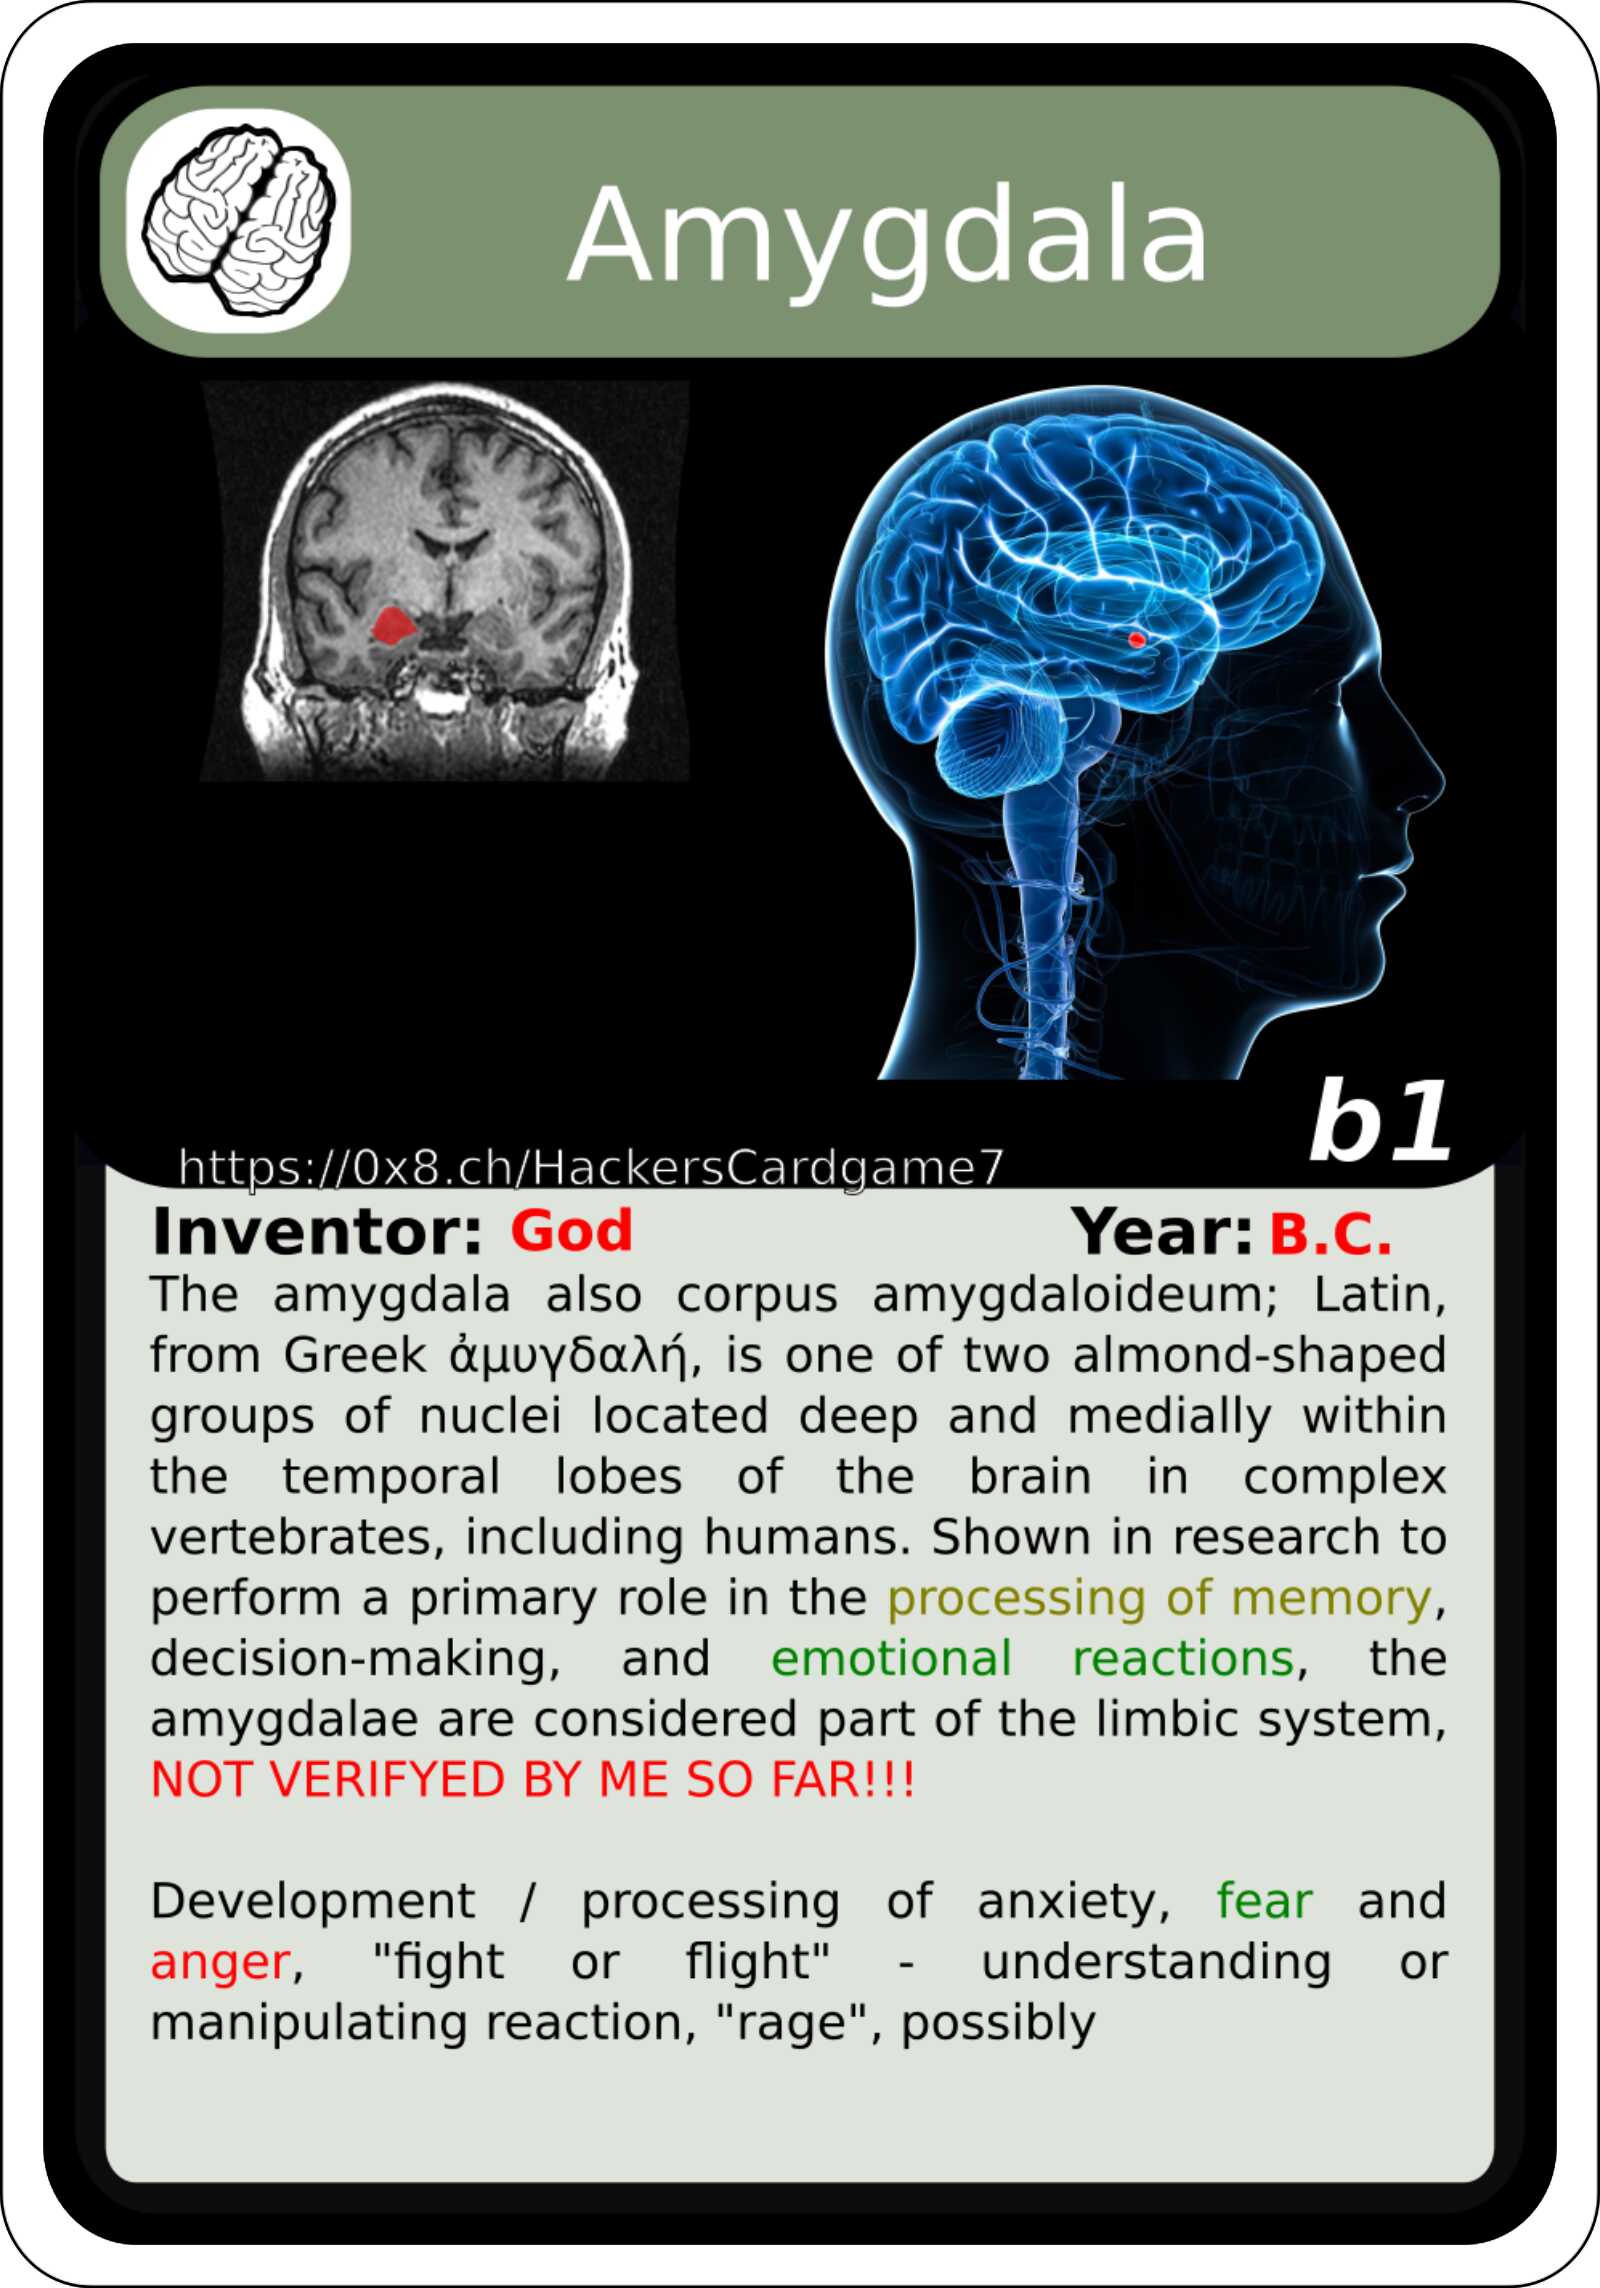 Amygdala
b1
https://0x8.ch/HackersCardgame7
Inventor: God Year: B.C.
The amygdala also corpus amygdaloideum; Latin,
from Greek ἀμυγδαλή, is one of two almond-shaped
groups of nuclei located deep and medially within
the temporal lobes of the brain in complex
vertebrates, including humans. Shown in research to
perform a primary role in the processing of memory,
decision-making, and emotional reactions, the
amygdalae are considered part of the limbic system,
NOT VERIFYED BY ME SO FAR!!!
Development / processing of anxiety, fear and
anger, "fight or flight" - understanding or
manipulating reaction, "rage", possibly